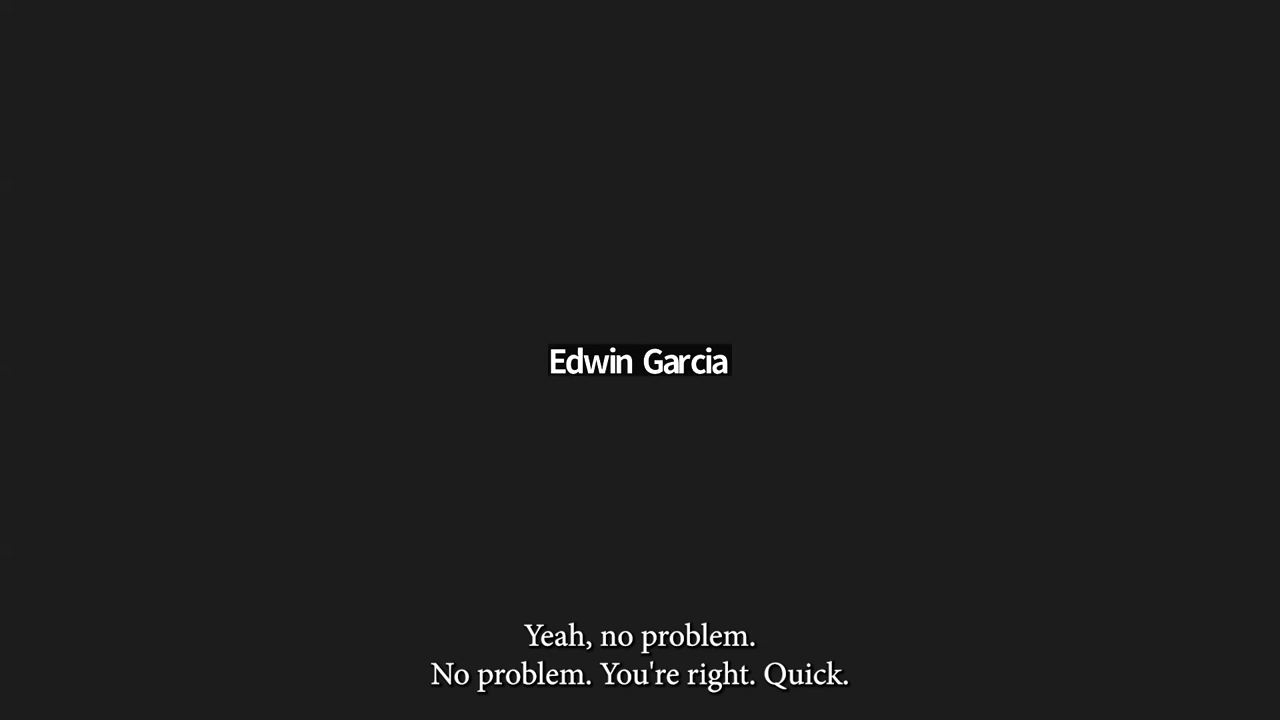 Edwin Garcia
Yeah, no problem.
No problem. You're right. Quick.